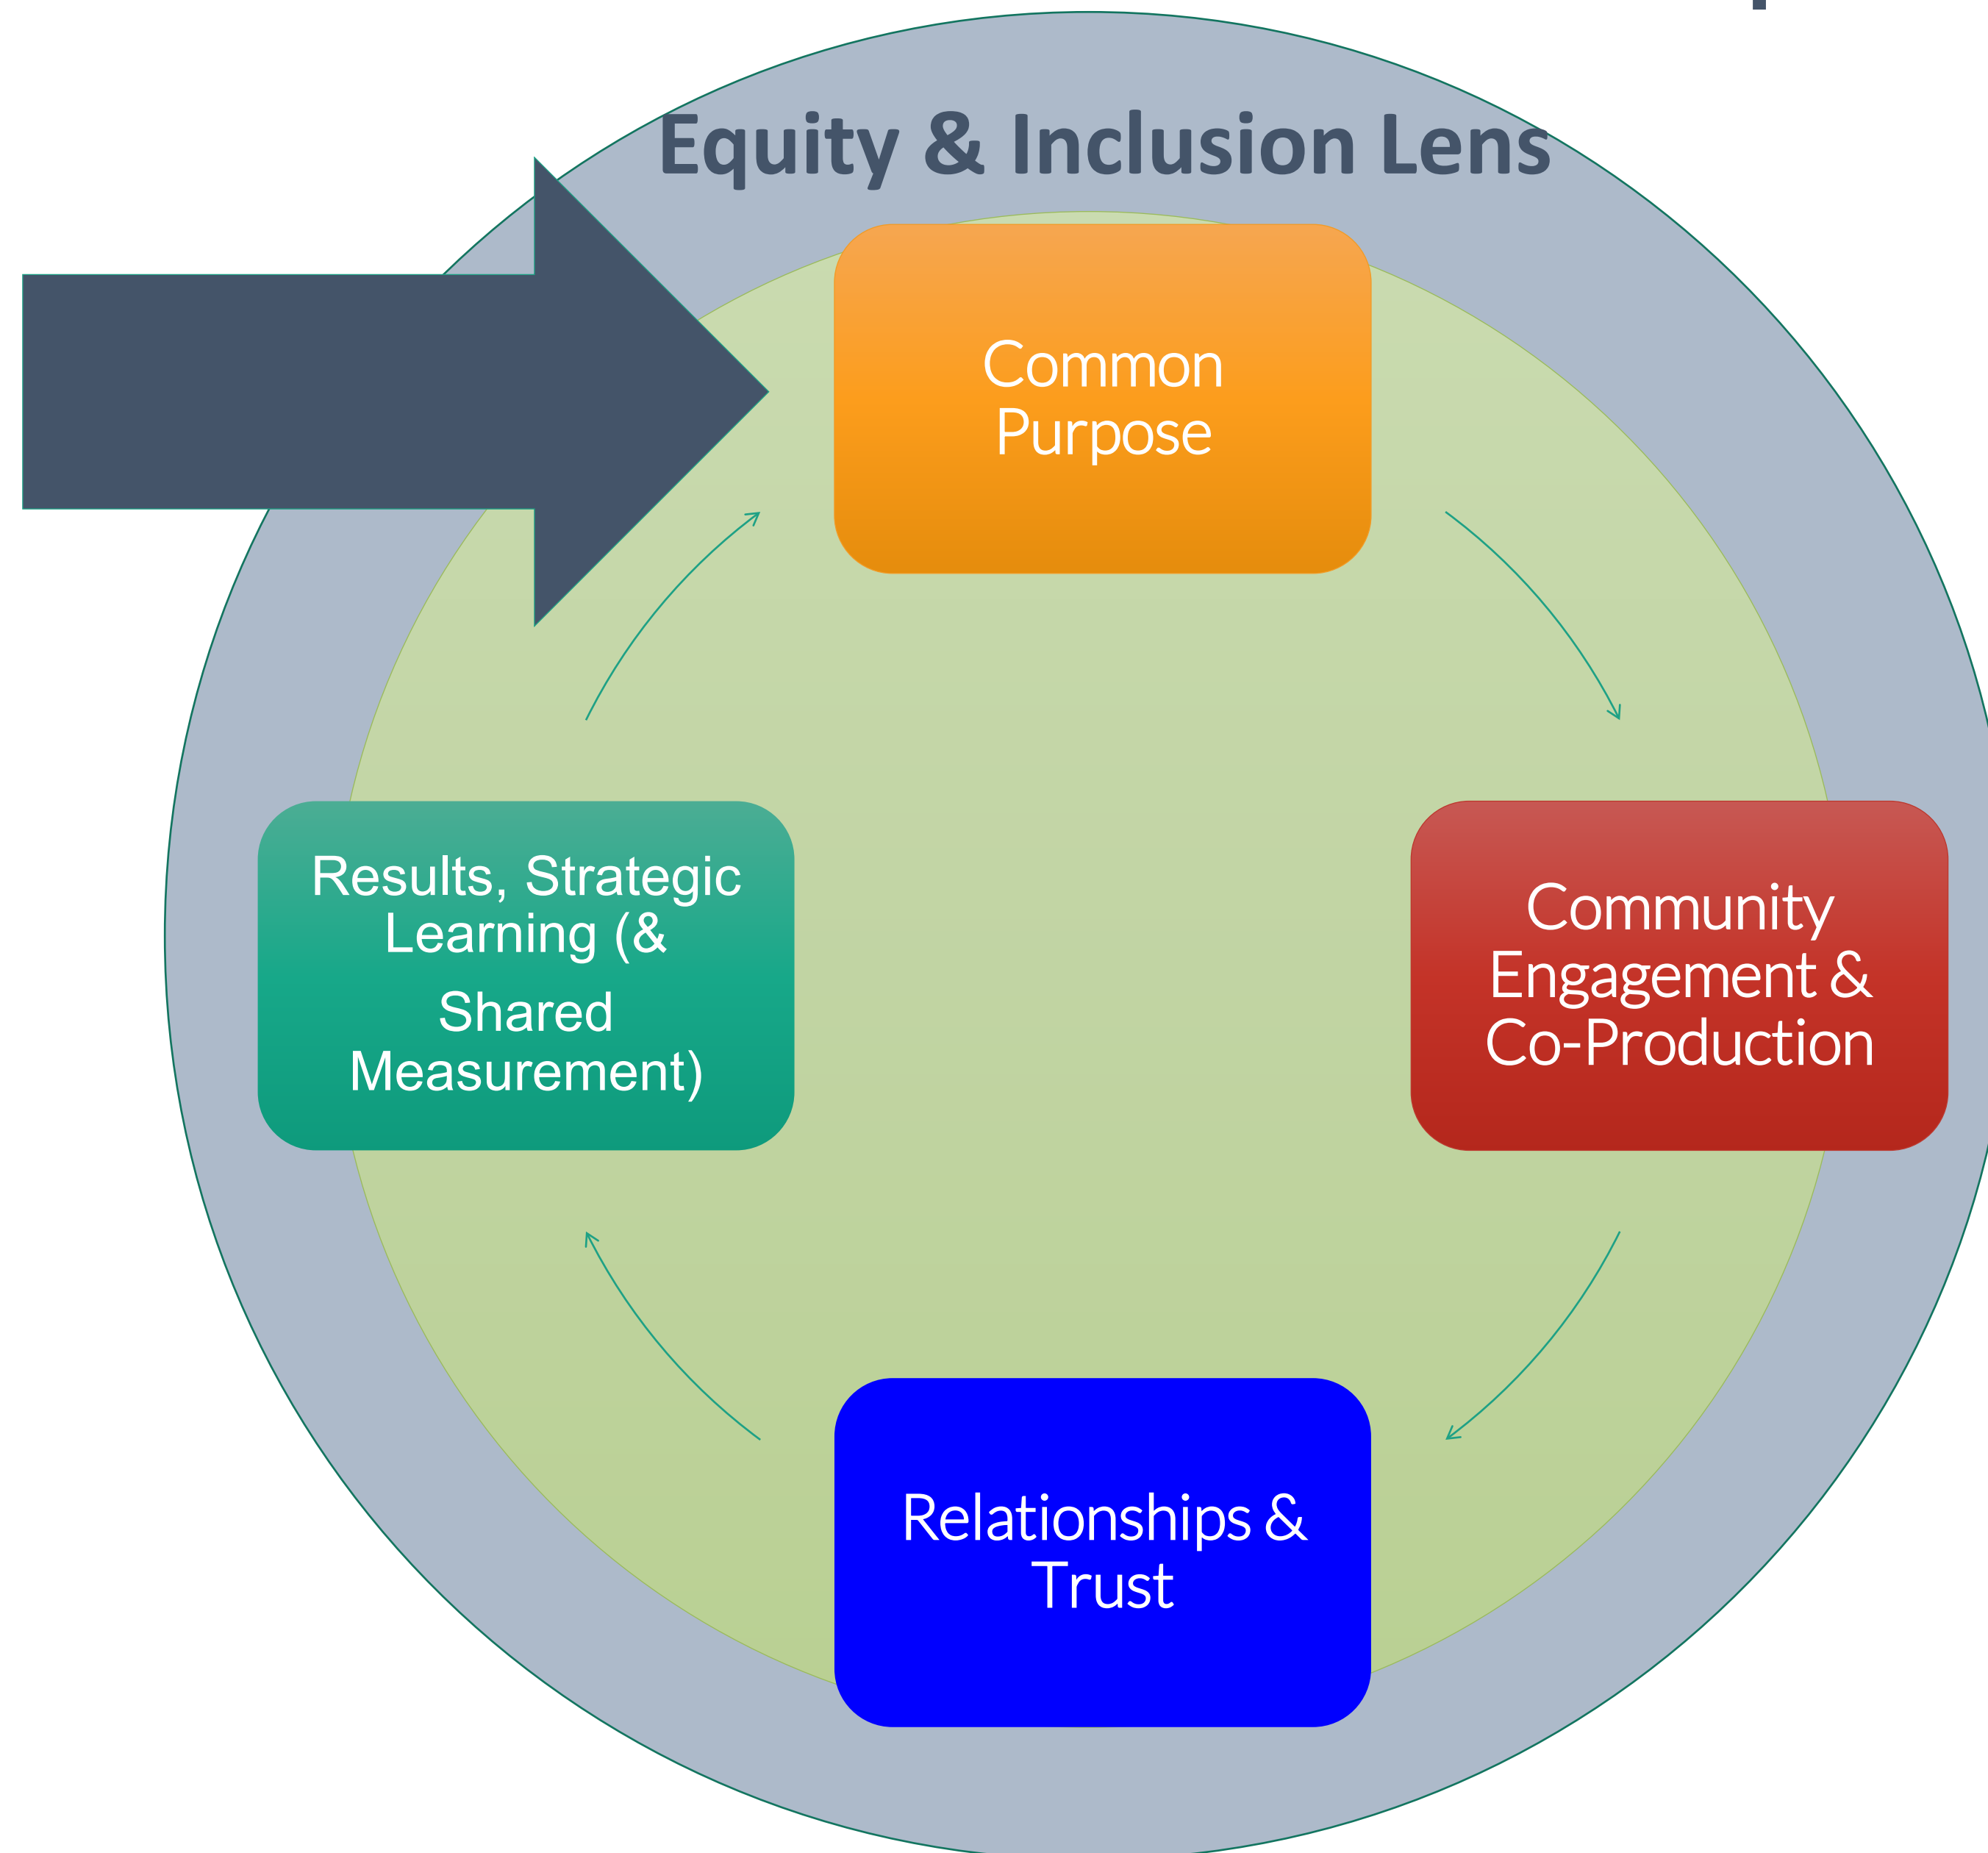 Equity & Inclusion Lens
Common
Purpose
Results, Strategic
Learning (&
Shared
Measurement)
Community
Engagement &
Co-Production
Relationships &
Trust